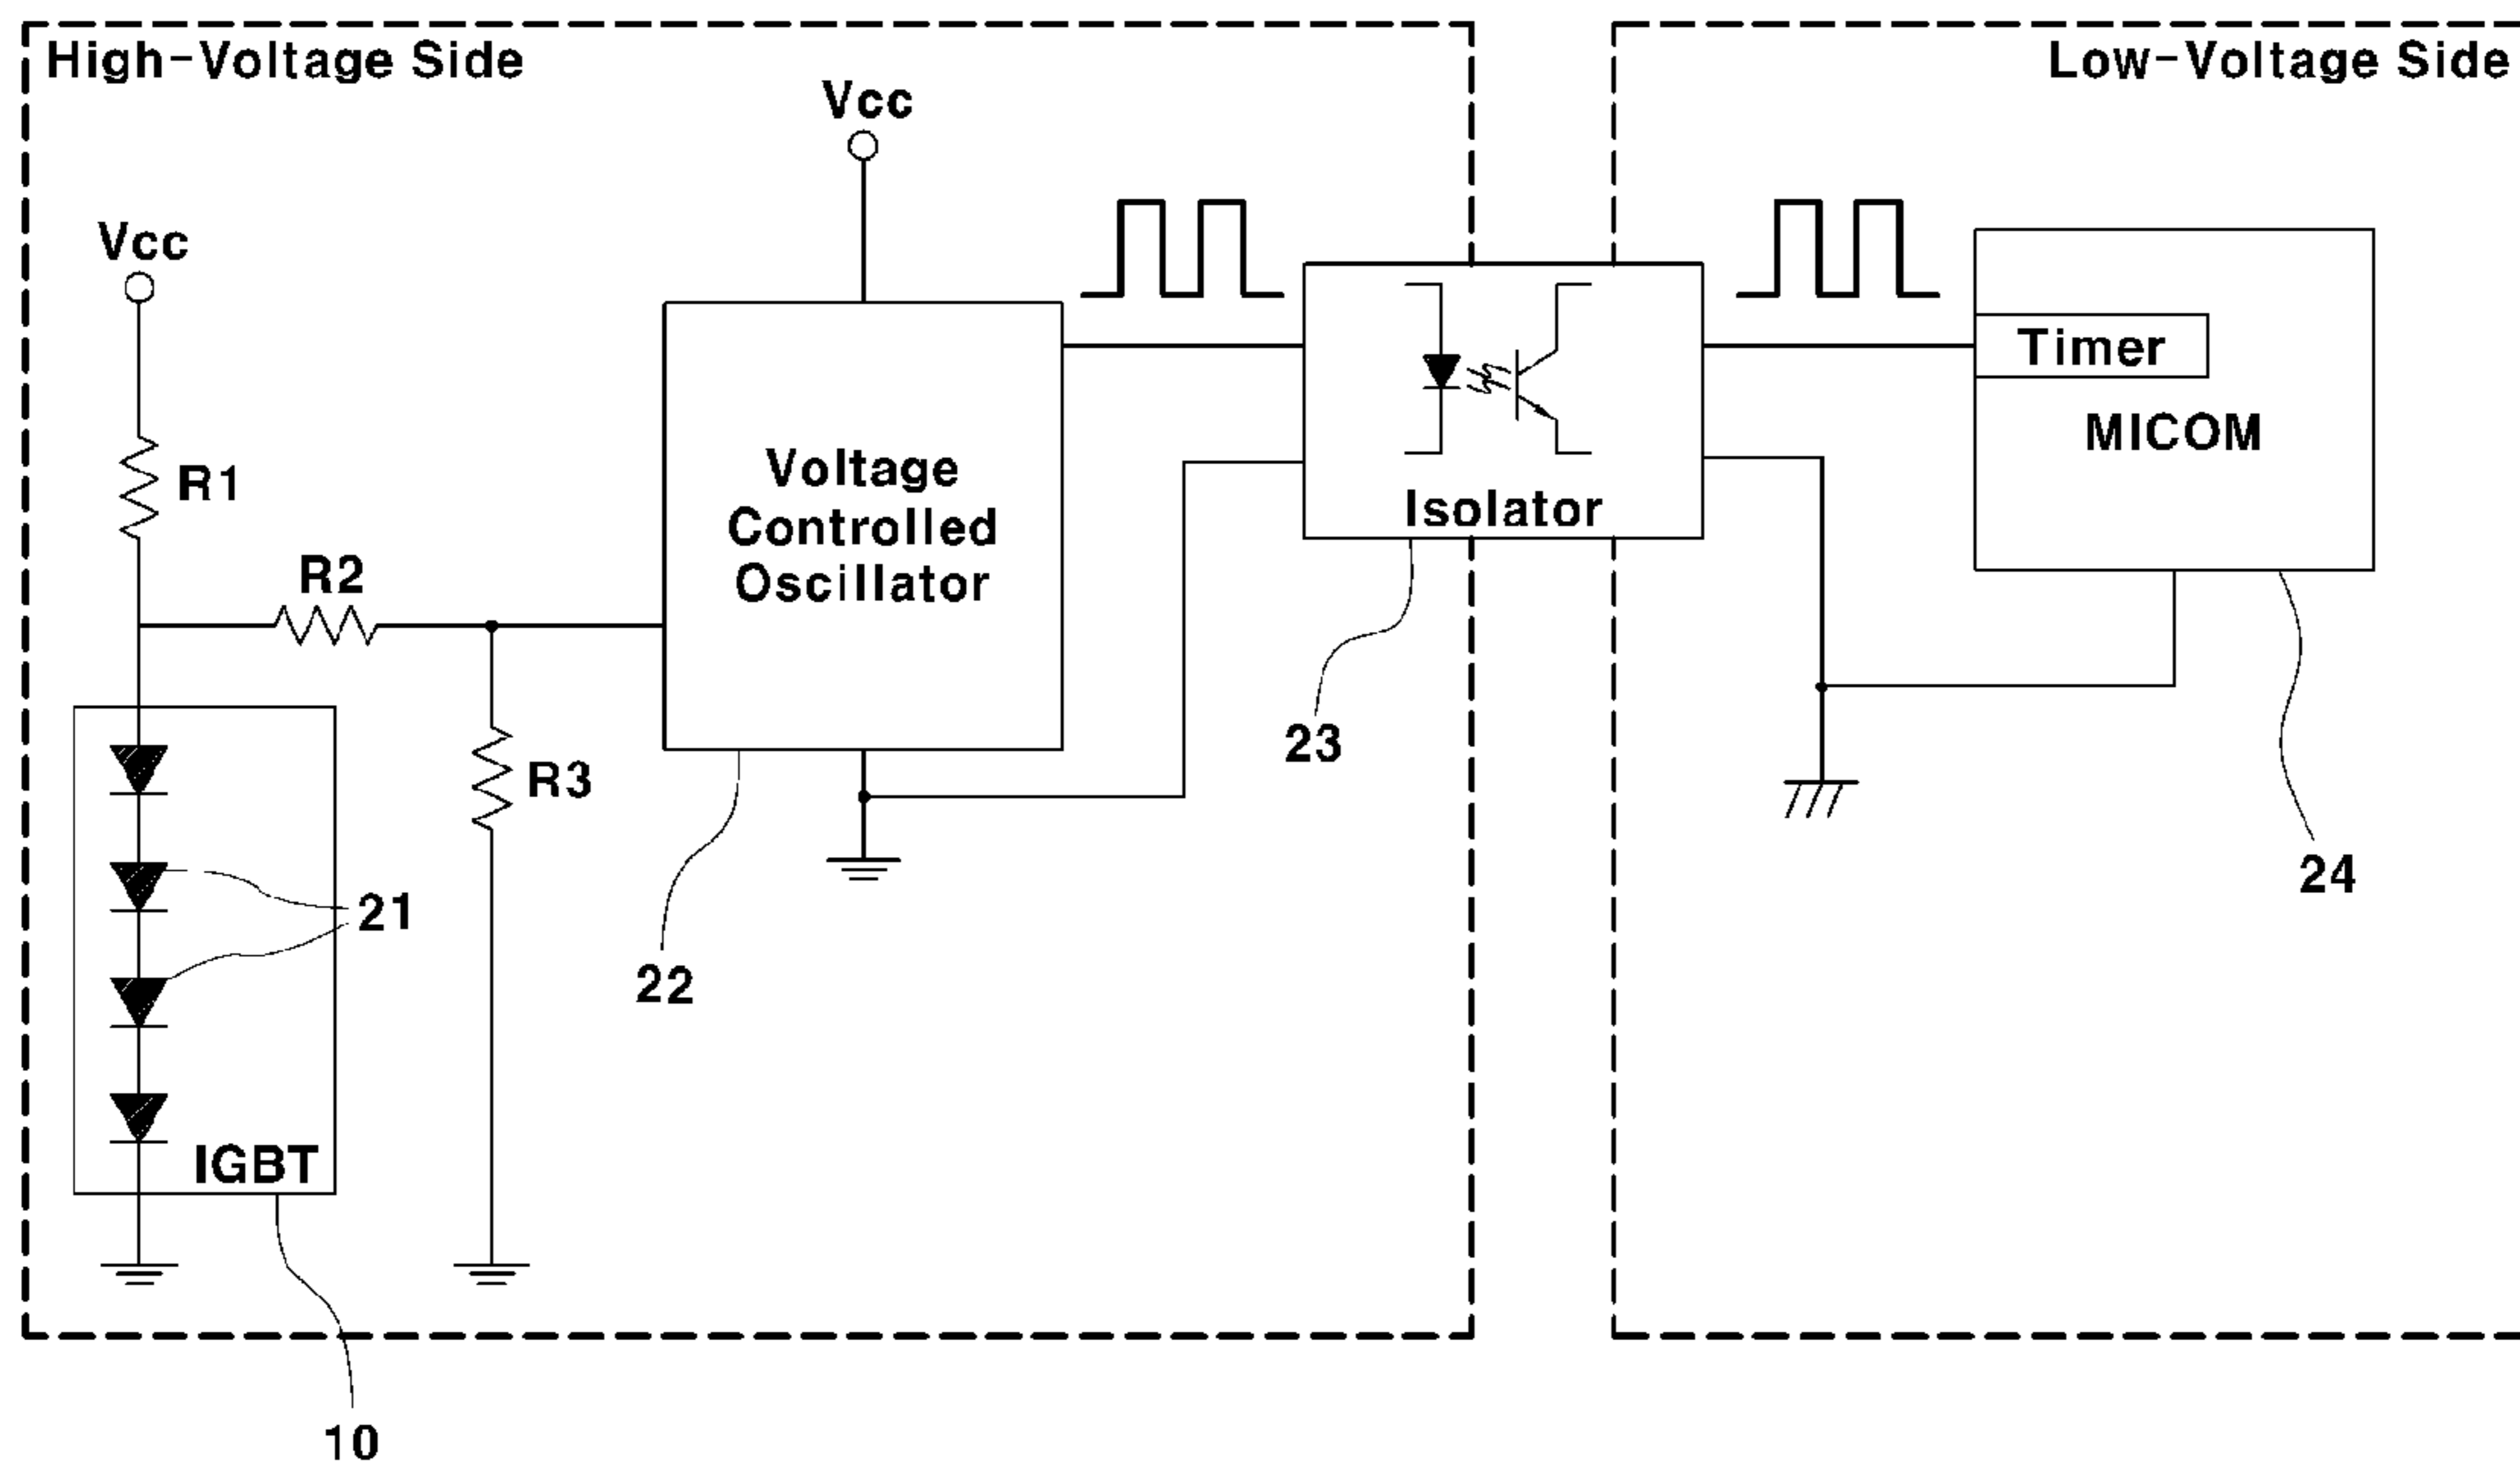 High-Voltage Side
Low-Voltage Side
Vcc
Vcc
R1
R2
R3
Voltage
Controlled
Oscillator
Isolator
Timer
MICOM
IGBT
21
22
23
24
10